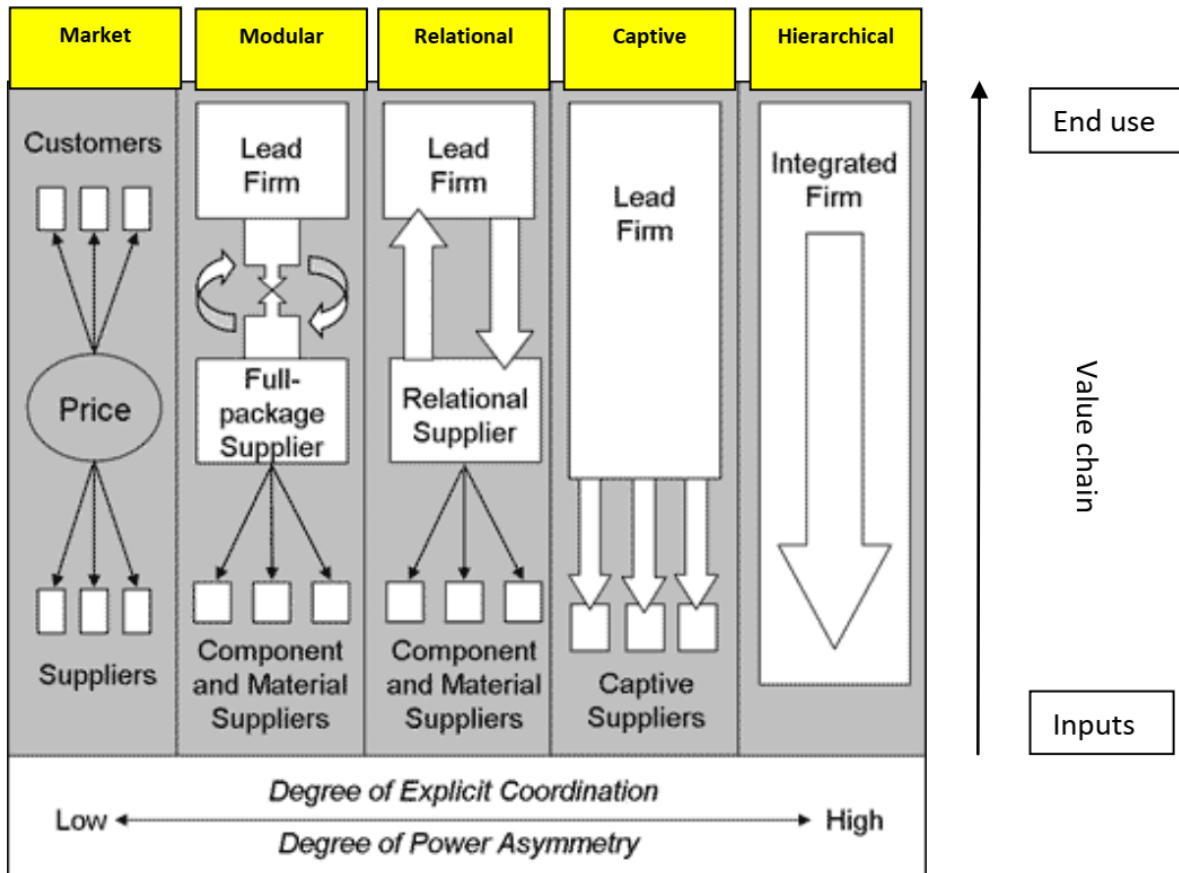 Market
Modular
Relational
Captive
Hierarchical
Customers
Price
Suppliers
Lead
Firm
Full-
package
Supplier
Component
and Material
Suppliers
Lead
Firm
Relational
Supplier
Component
and Material
Suppliers
Lead
Firm
Captive
Suppliers
Integrated
Firm
End use
Value chain
Inputs
Degree of Explicit Coordination
Low
High
Degree of Power Asymmetry